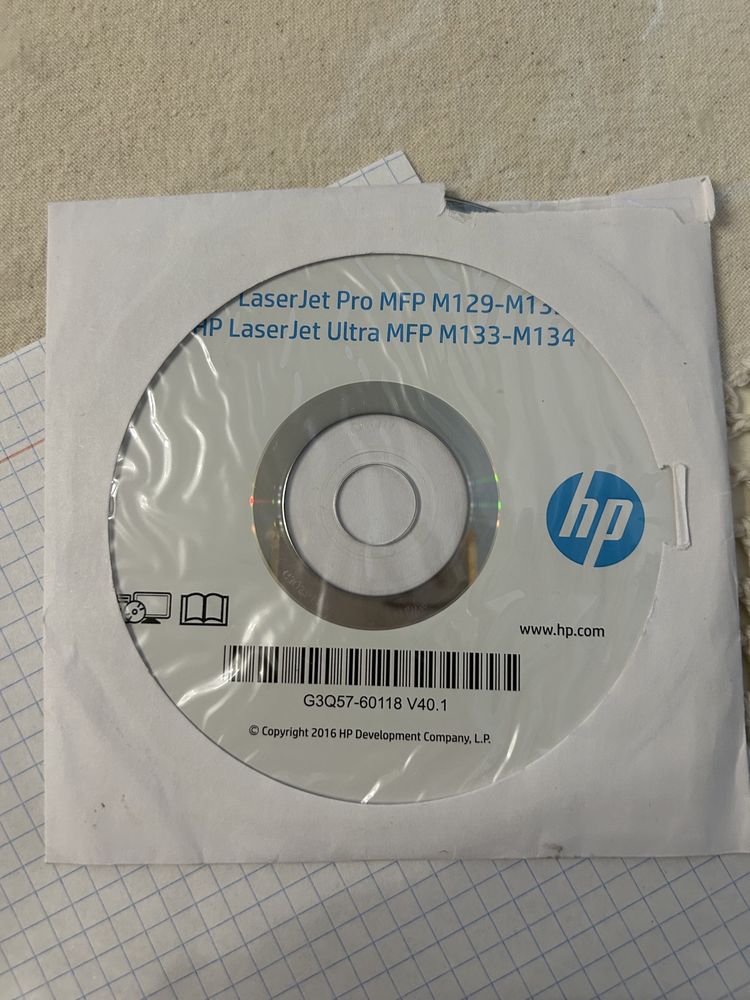 LaserJet Pro MFP M129-M13
HP LaserJet Ultra MFP M133-M134
hp
www.hp.com
G3Q57-60118 V40.1
© Copyright 2016 HP Development Company, L.P.